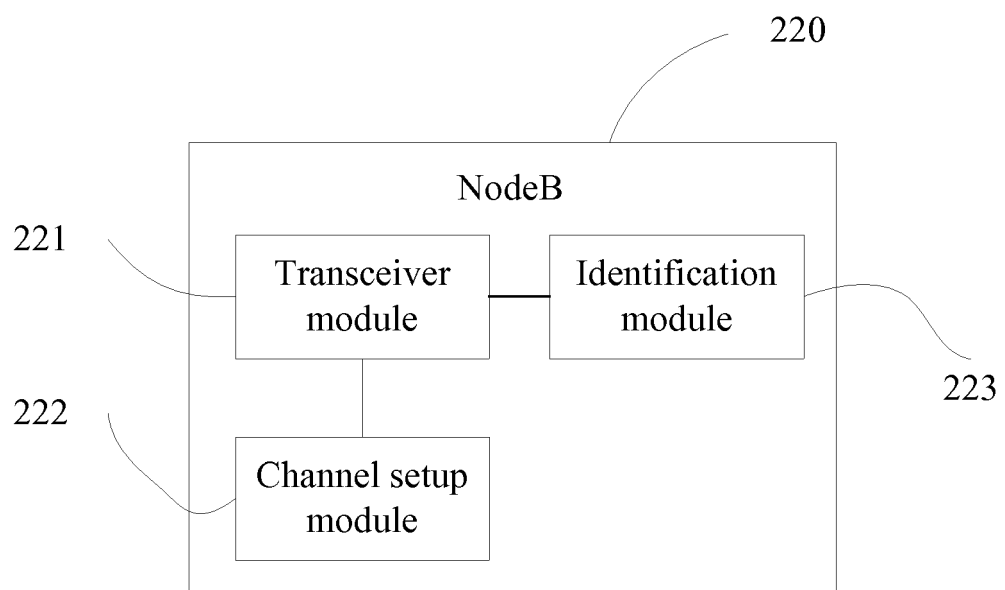 220
NodeB
221
Transceiver
module
Identification
module
223
222
Channel setup
module